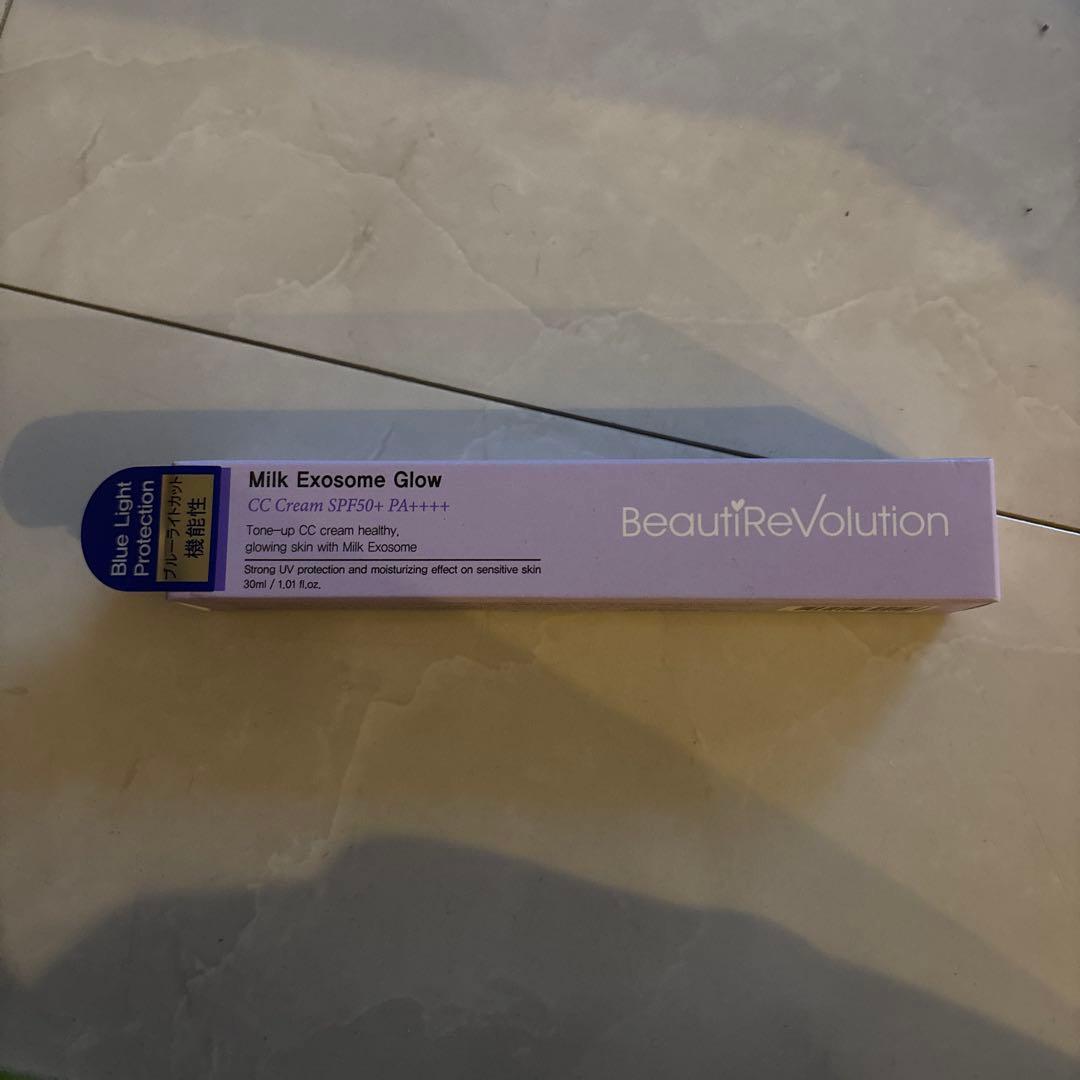 Blue Light
Protection
ブルーライトカット
機能性
Milk Exosome Glow
CC Cream SPF50+ PA++++
Tone-up CC cream healthy,
glowing skin with Milk Exosome
Strong UV protection and moisturizing effect on sensitive skin
30ml / 1.01 fl.oz.
BeautiReVolution